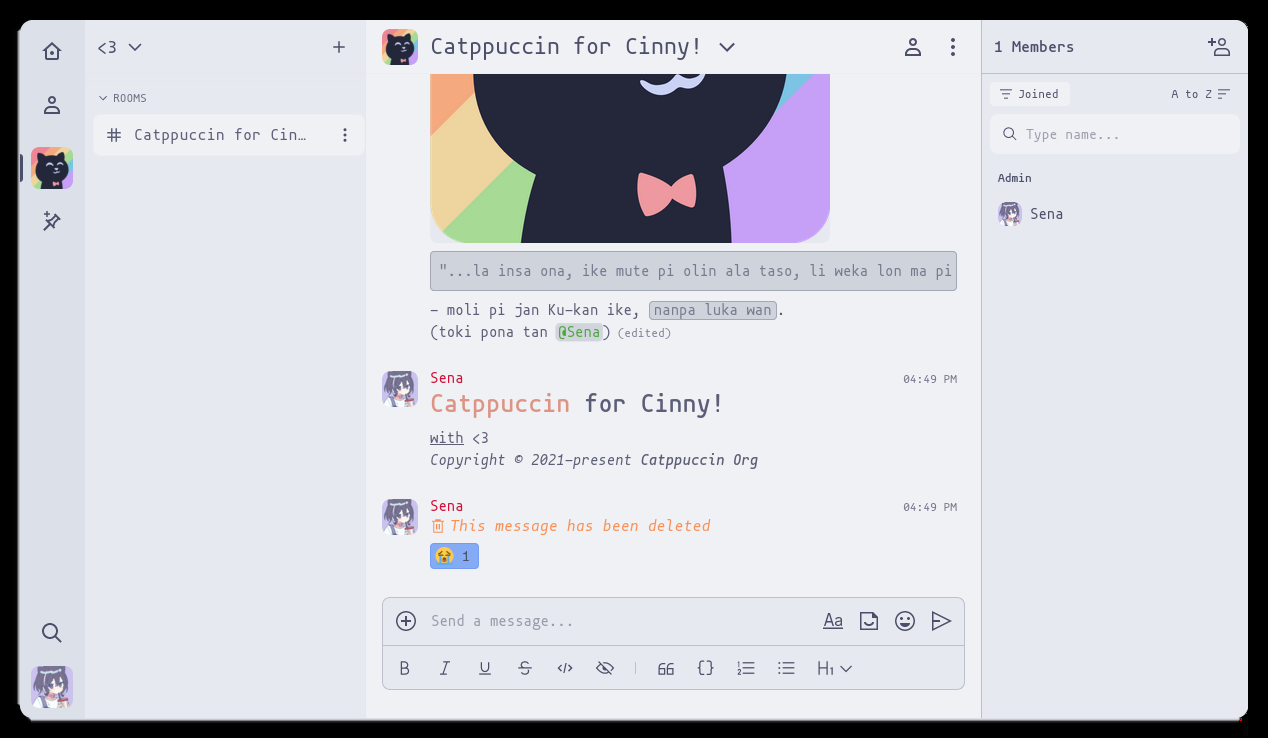 <3
ROOMS
Catppuccin for Cin…
Catppuccin for Cinny!
"...la insa ona, ike mute pi olin ala taso, li weka lon ma pi
— moli pi jan Ku-kan ike, nanpa luka wan.
(toki pona tan @Sena) (edited)
Sena 04:49 PM
Catppuccin for Cinny!
with <3
Copyright © 2021-present Catppuccin Org
Sena 04:49 PM
This message has been deleted
😭 1
Send a message...
Aa
B I U S </> {} H1
1 Members
Joined A to Z
Type name...
Admin
Sena